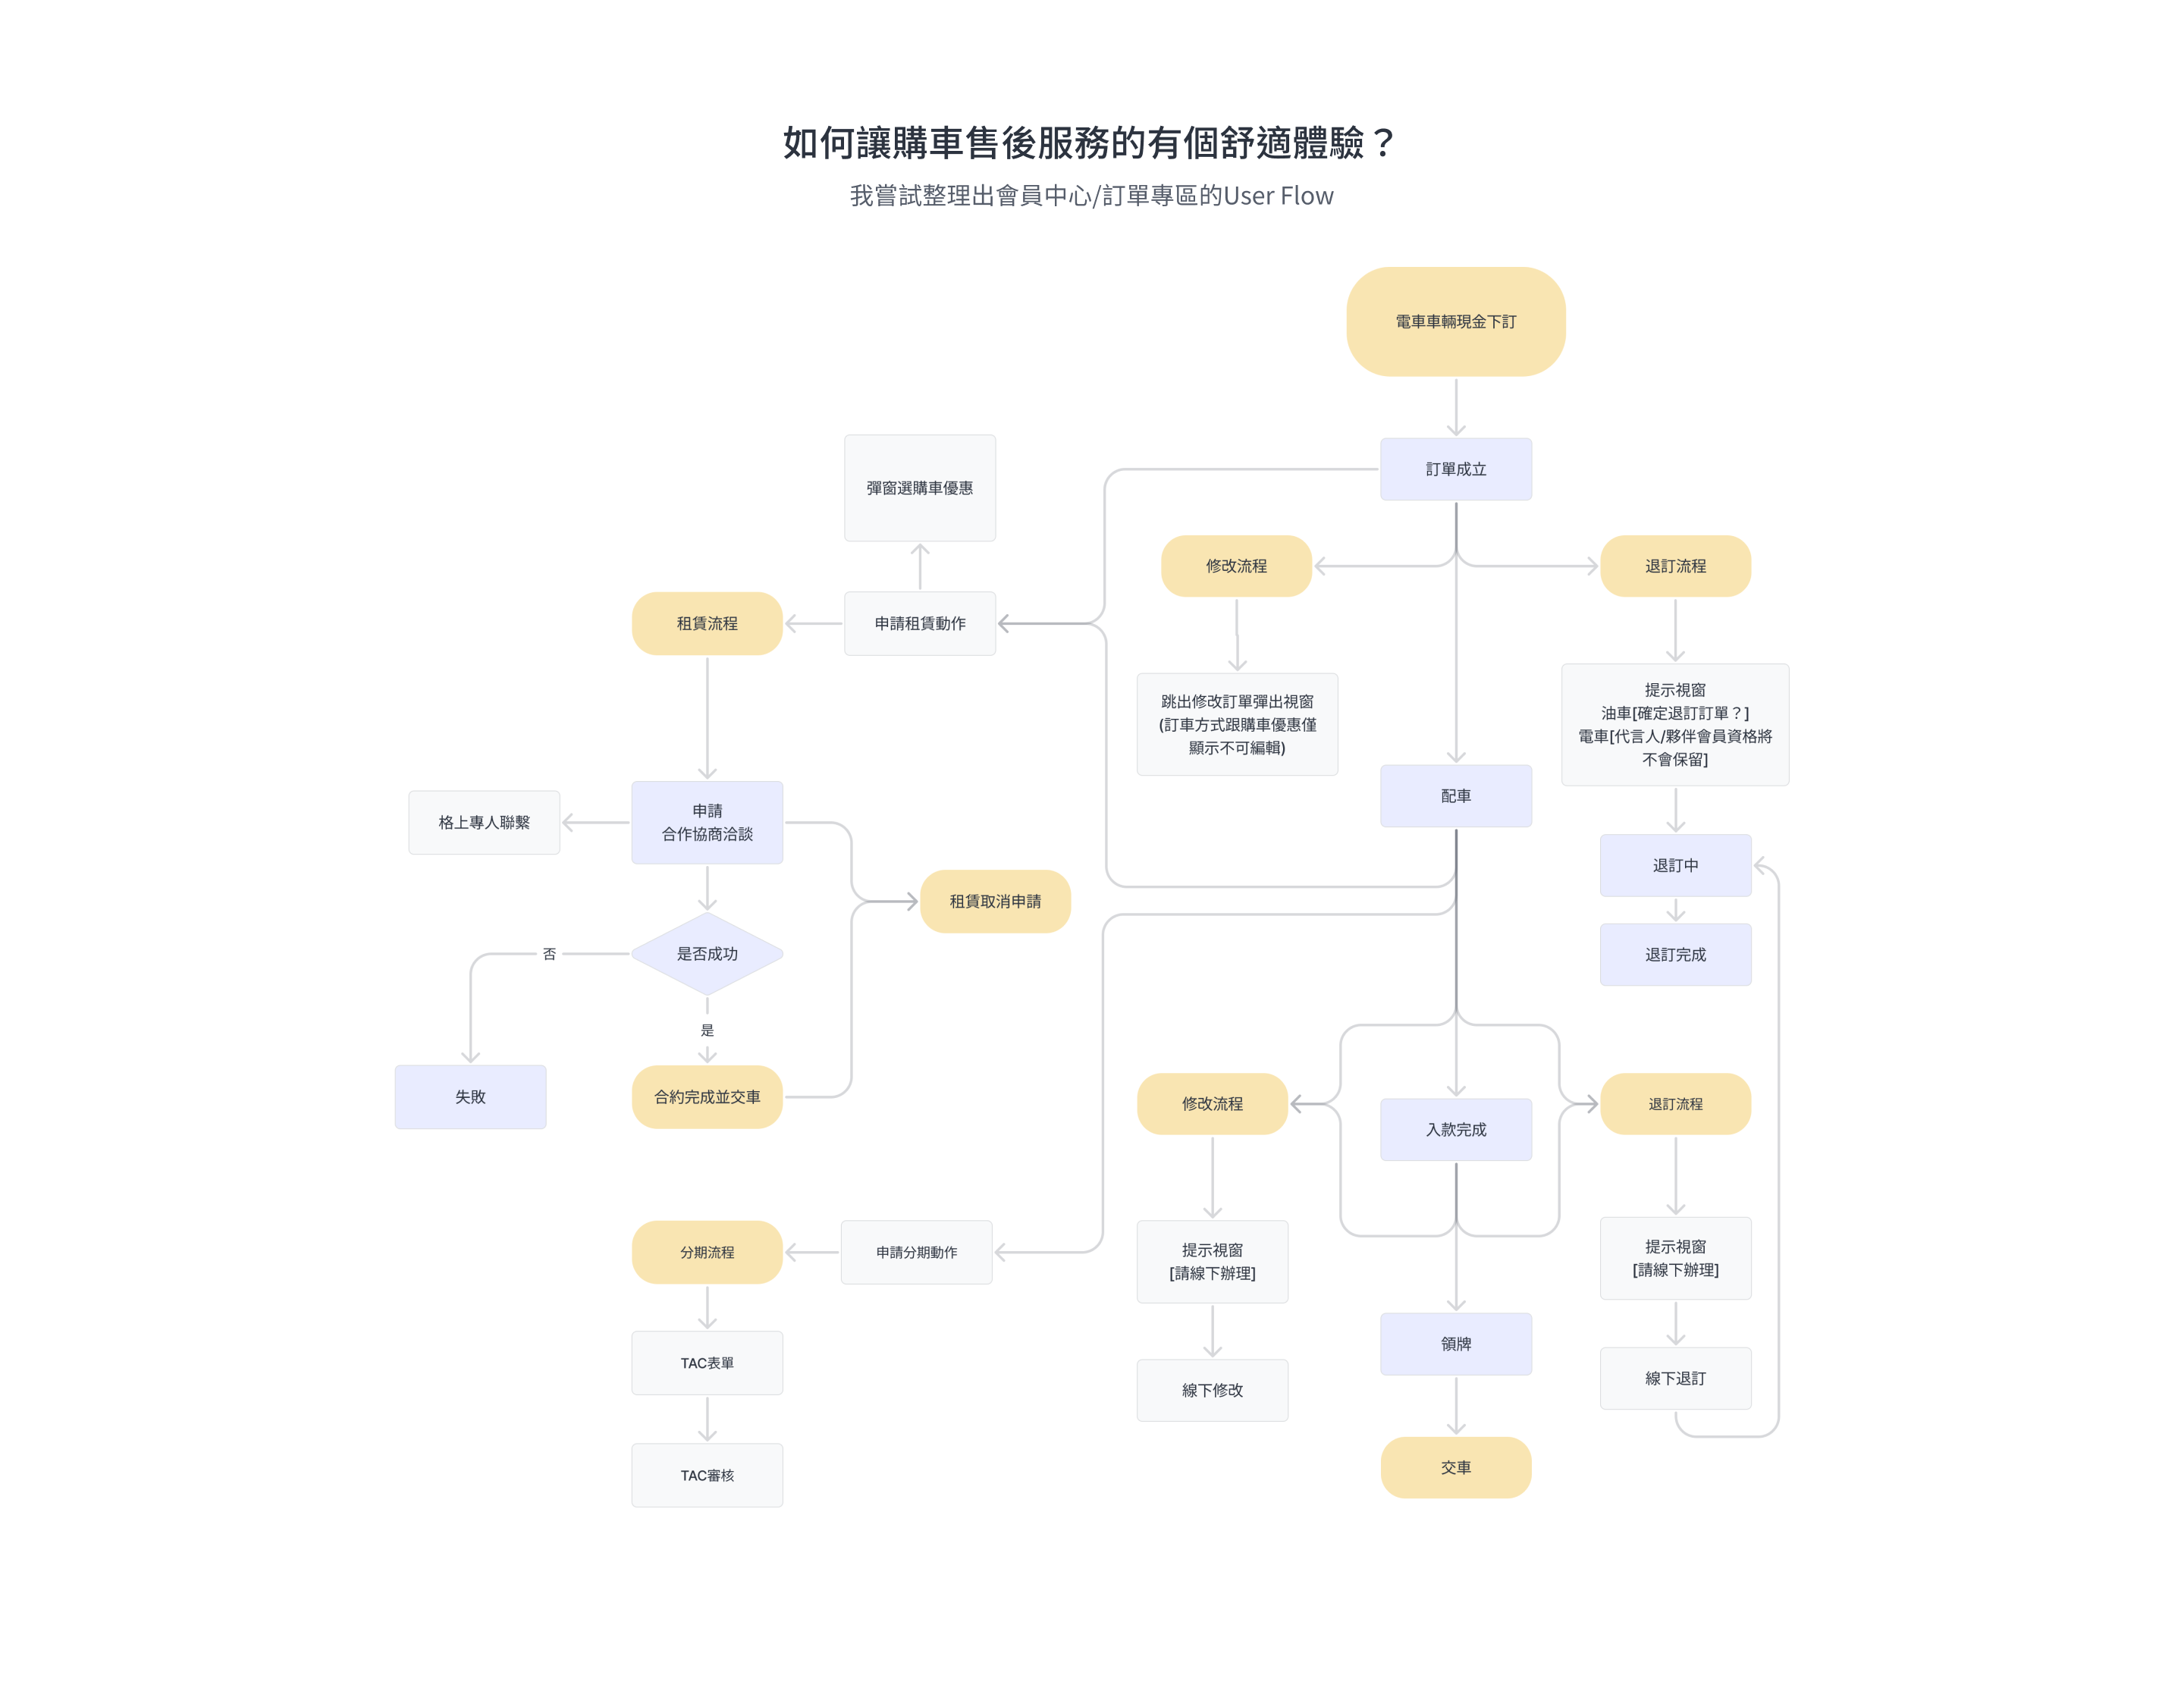 如何讓購車售後服務的有個舒適體驗？
我嘗試整理出會員中心/訂單專區的User Flow
電車車輛現金下訂
訂單成立
彈窗選購車優惠
修改流程
退訂流程
租賃流程
申請租賃動作
跳出修改訂單彈出視窗
(訂車方式跟購車優惠僅
顯示不可編輯)
提示視窗
油車[確定退訂訂單？]
電車[代言人/夥伴會員資格將
不會保留]
配車
格上專人聯繫
申請
合作協商洽談
退訂中
租賃取消申請
否
是否成功
退訂完成
是
失敗
合約完成並交車
修改流程
入款完成
退訂流程
分期流程
申請分期動作
提示視窗
[請線下辦理]
提示視窗
[請線下辦理]
領牌
TAC表單
線下修改
線下退訂
交車
TAC審核